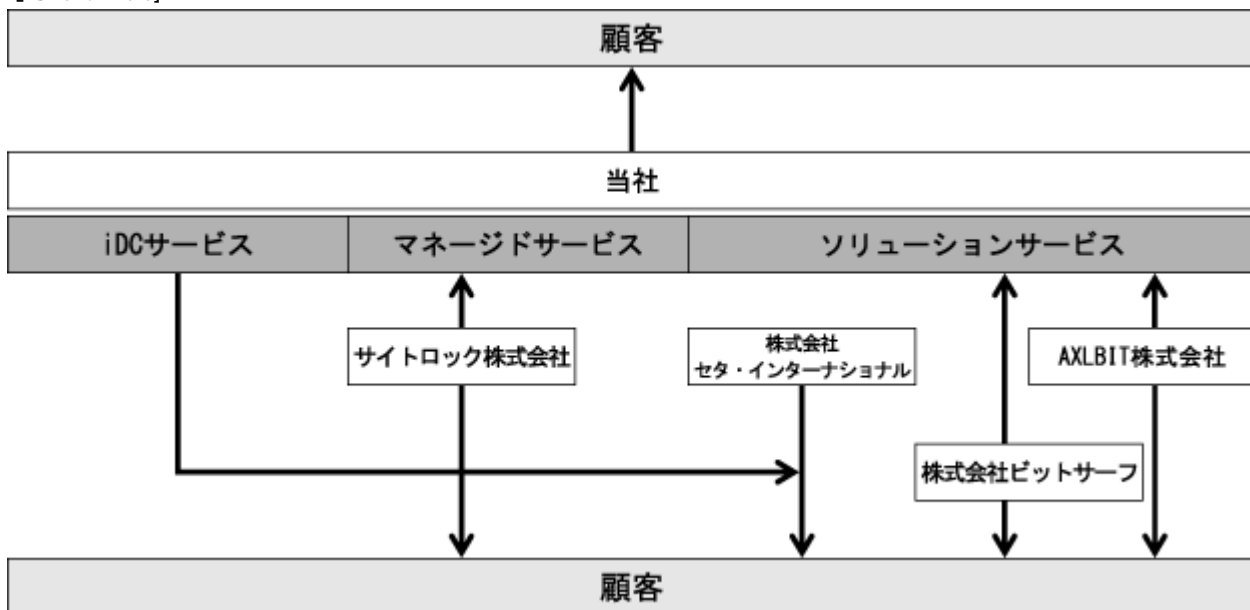 顧客
当社
iDCサービス
マネージドサービス
ソリューションサービス
サイトロック株式会社
株式会社
セタ・インターナショナル
AXLBIT株式会社
株式会社ビットサーフ
顧客